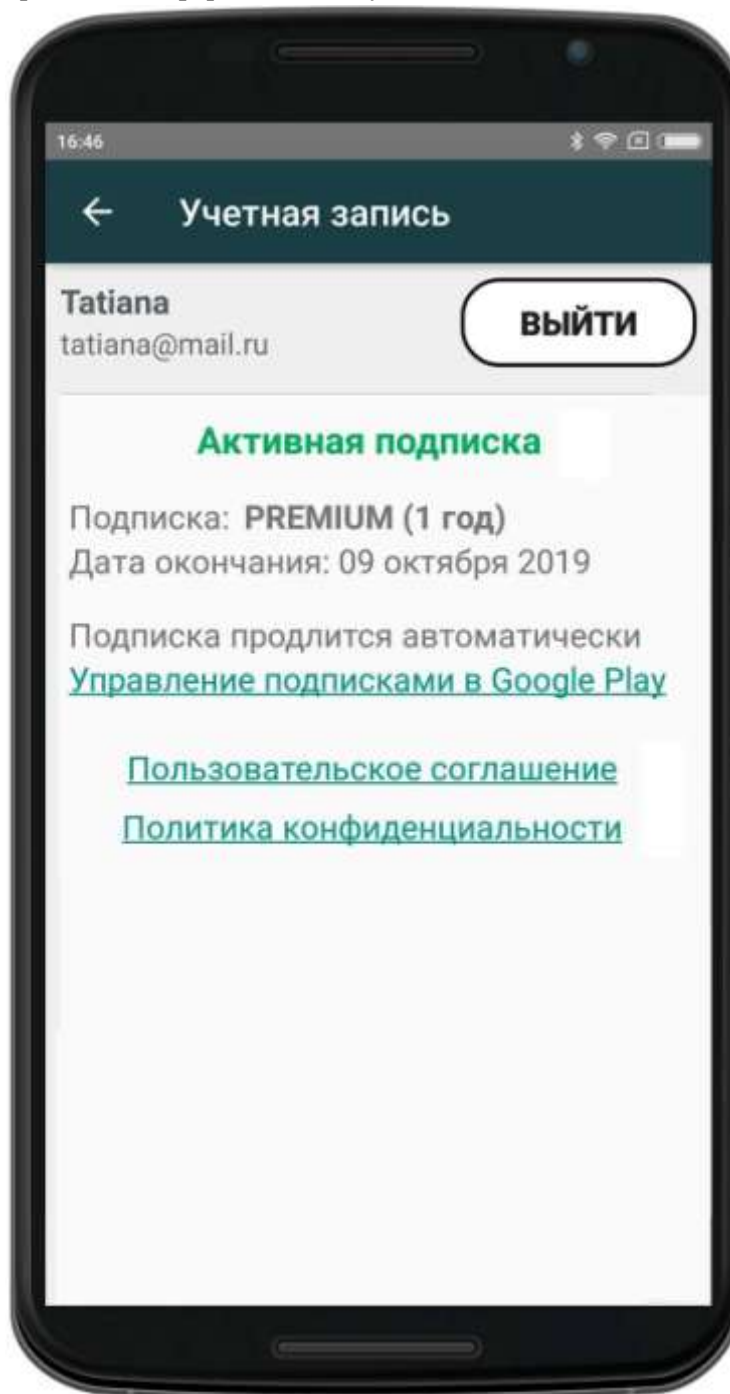 16:46
Учетная запись
Tatiana
tatiana@mail.ru
ВЫЙТИ
Активная подписка
Подписка: PREMIUM (1 год)
Дата окончания: 09 октября 2019
Подписка продлится автоматически
Управление подписками в Google Play
Пользовательское соглашение
Политика конфиденциальности